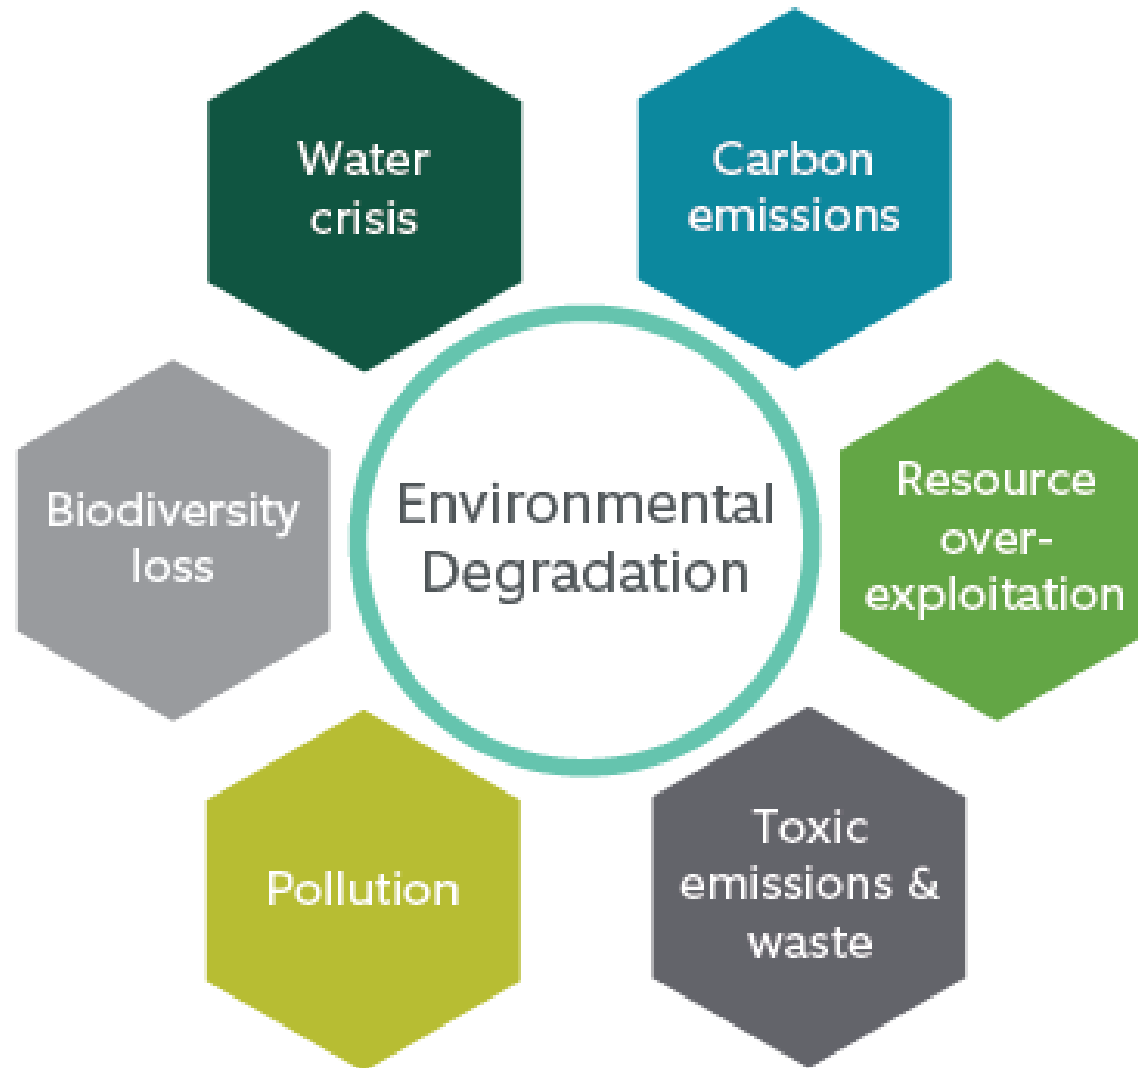 Water
crisis
Carbon
emissions
Biodiversity
loss
Environmental
Degradation
Resource
over-
exploitation
Pollution
Toxic
emissions &
waste